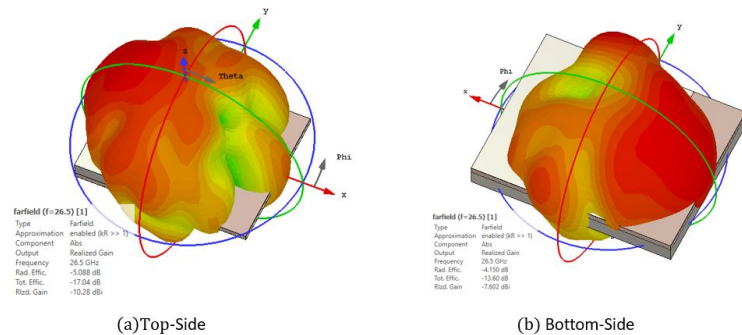 y
z
Theta
Phi
x
farfield (f=26.5) [1]
Type Farfield
Approximation enabled (kR >> 1)
Component Abs
Output Realized Gain
Frequency 26.5 GHz
Rad. Effic. -5.088 dB
Tot. Effic. -17.04 dB
Rlzd. Gain -10.28 dBi
(a)Top-Side
y
Phi
x
farfield (f=26.5) [1]
Type Farfield
Approximation enabled (kR >> 1)
Component Abs
Output Realized Gain
Frequency 26.5 GHz
Rad. Effic. -4.150 dB
Tot. Effic. -13.60 dB
Rlzd. Gain -7.602 dBi
(b) Bottom-Side